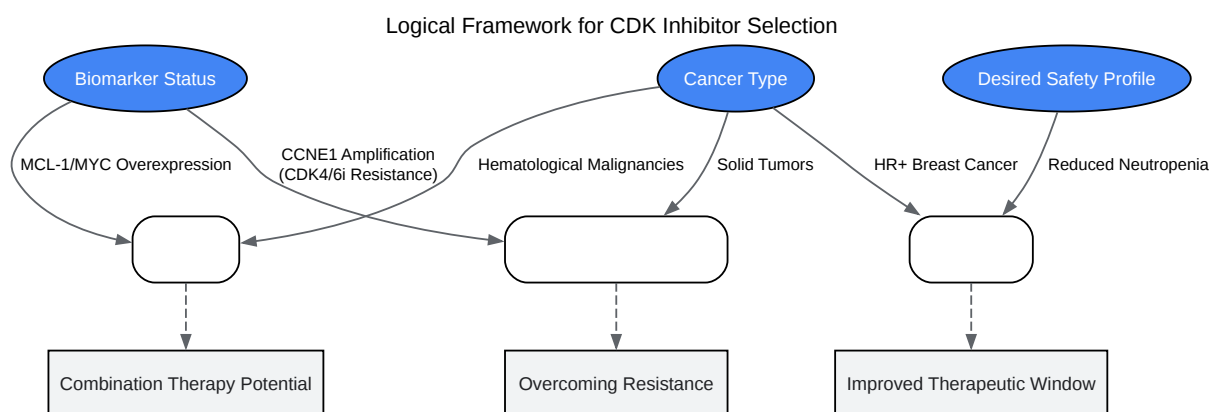 Logical Framework for CDK Inhibitor Selection
Biomarker Status
Cancer Type
Desired Safety Profile
MCL-1/MYC Overexpression
CCNE1 Amplification
(CDK4/6i Resistance)
Hematological Malignancies
Solid Tumors
HR+ Breast Cancer
Reduced Neutropenia
Combination Therapy Potential
Overcoming Resistance
Improved Therapeutic Window